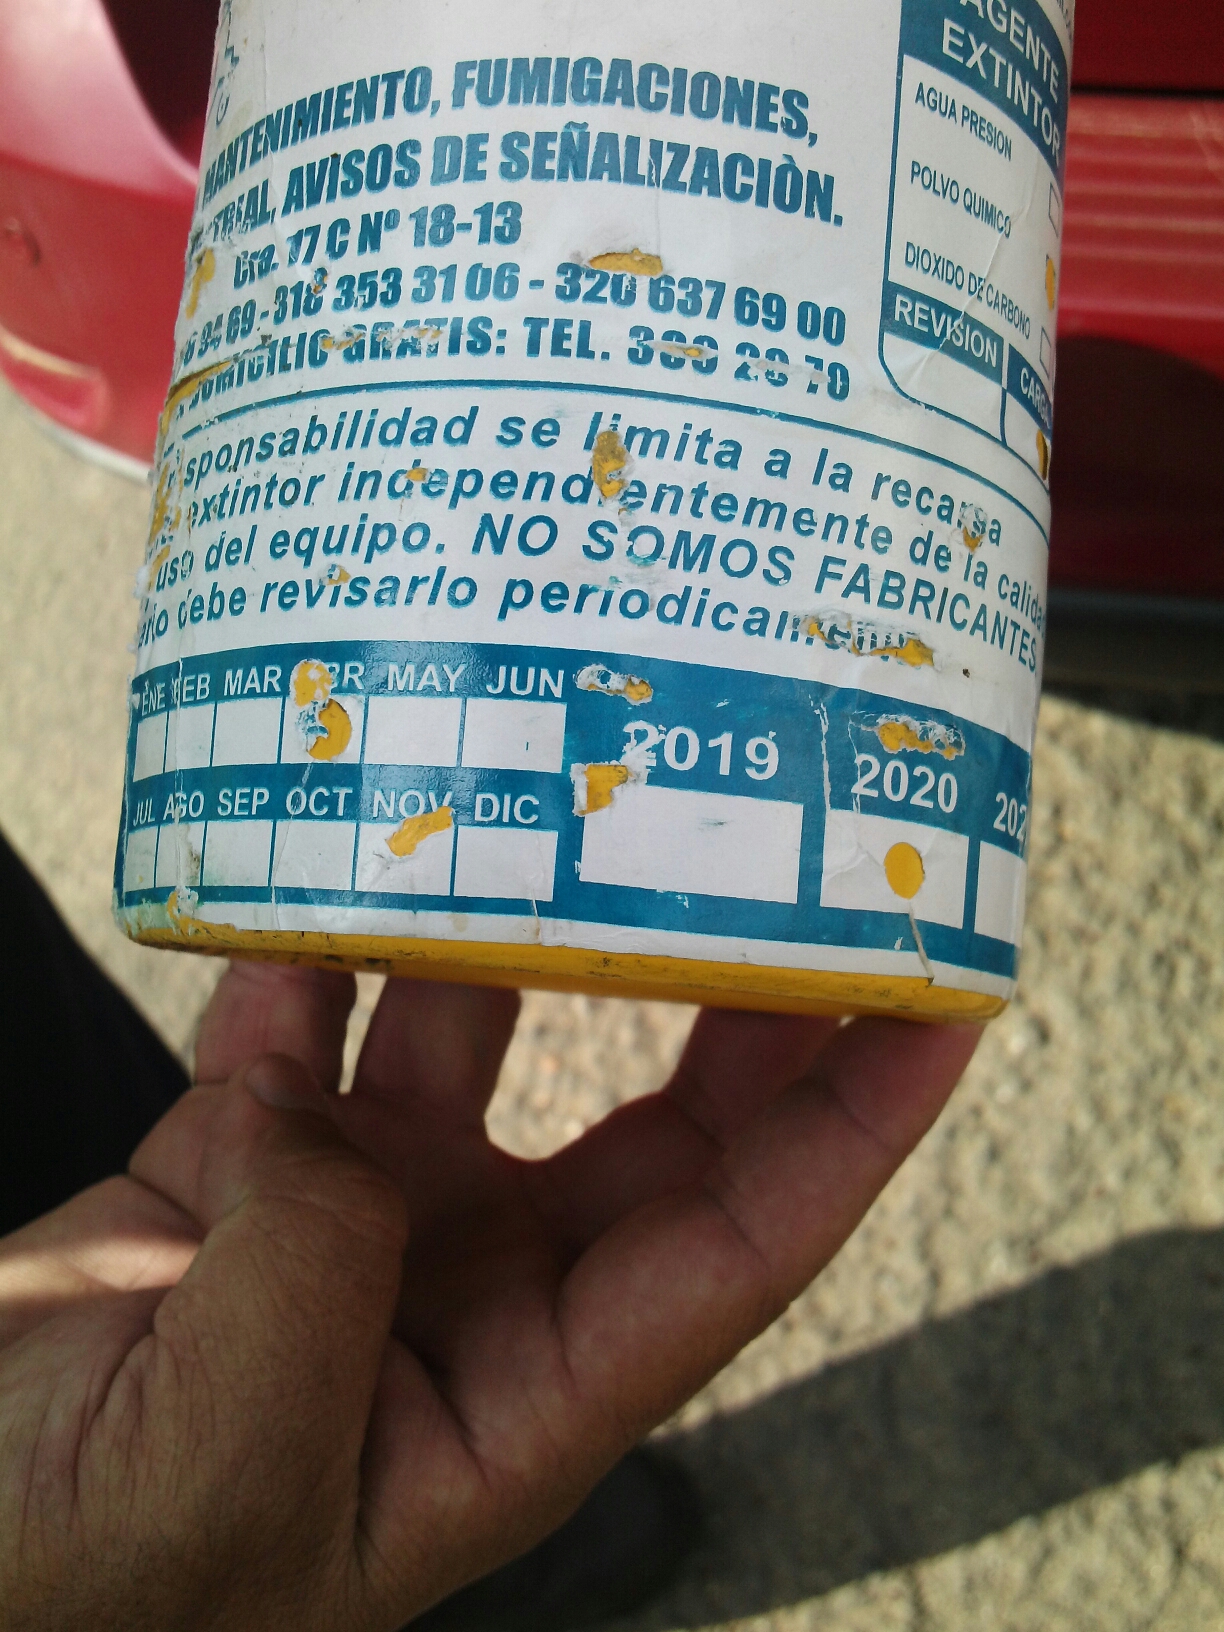 MANTENIMIENTO, FUMIGACIONES,
AVISOS DE SEÑALIZACIÒN.
Cra. 17 C Nº 18-13
318 353 31 06 - 320 637 69 00
GRATIS: TEL.
se limita a la recarga
extintor independientemente de la
uso del equipo. NO SOMOS FABRICANTES
debe revisarlo
AGENTE
EXTINTOR
AGUA PRESION
POLVO QUIMICO
DIOXIDO DE CARBONO
REVISION
ENE FEB MAR ABR MAY JUN
JUL AGO SEP OCT NOV DIC
2019
2020